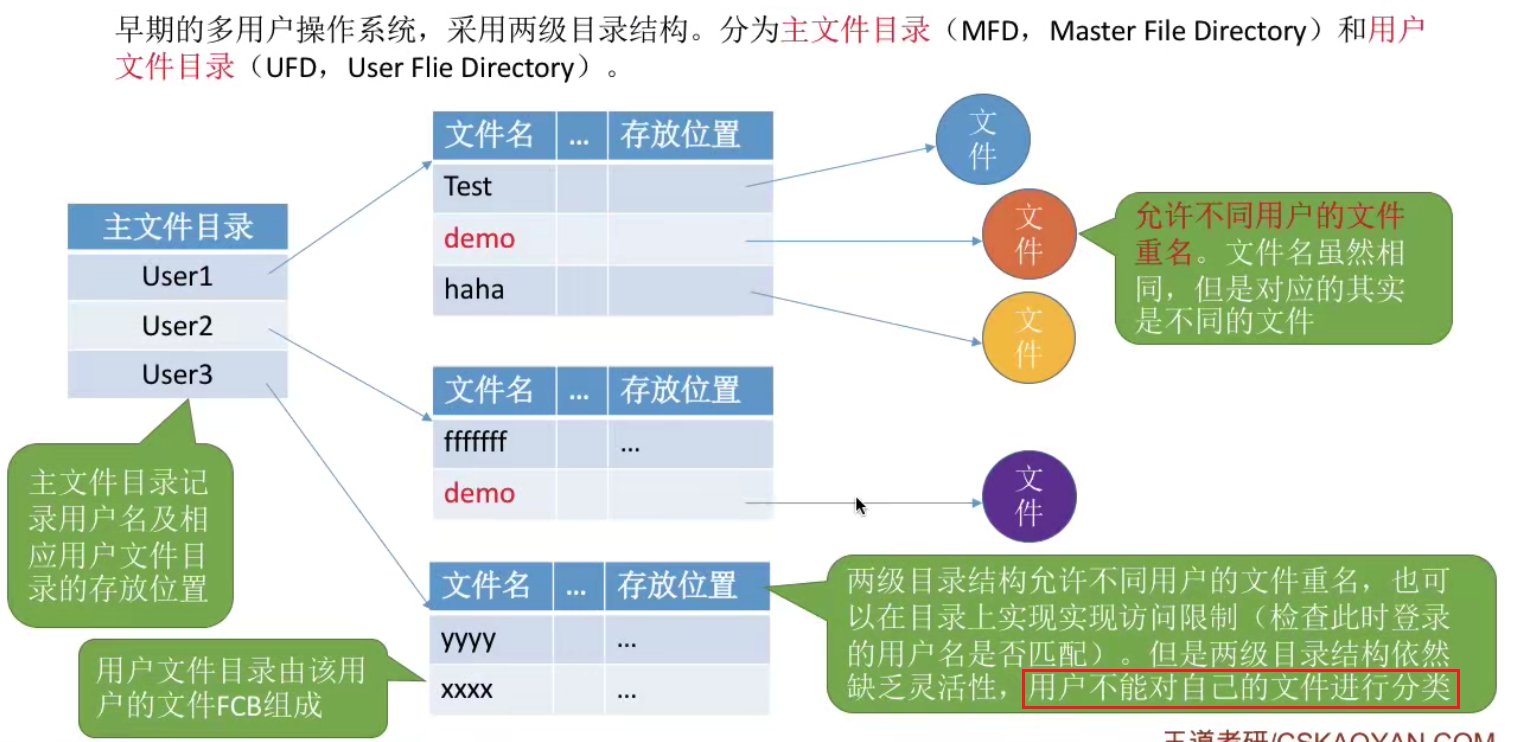 早期的多用户操作系统，采用两级目录结构。分为主文件目录（MFD，Master File Directory）和用户
文件目录（UFD，User Flie Directory）。
主文件目录
User1
User2
User3
主文件目录记
录用户名及相
应用户文件目
录的存放位置
用户文件目录由该用
户的文件FCB组成
文件名 ... 存放位置
Test
demo
haha
文件名 ... 存放位置
fffffff ...
demo
文件名 ... 存放位置
yyyy ...
xxxx ...
文
件
文
件
文
件
文
件
允许不同用户的文件
重名。文件名虽然相
同，但是对应的其实
是不同的文件
两级目录结构允许不同用户的文件重名，也可
以在目录上实现实现访问限制（检查此时登录
的用户名是否匹配）。但是两级目录结构依然
缺乏灵活性，用户不能对自己的文件进行分类
王道考研/CSKAOYAN.COM